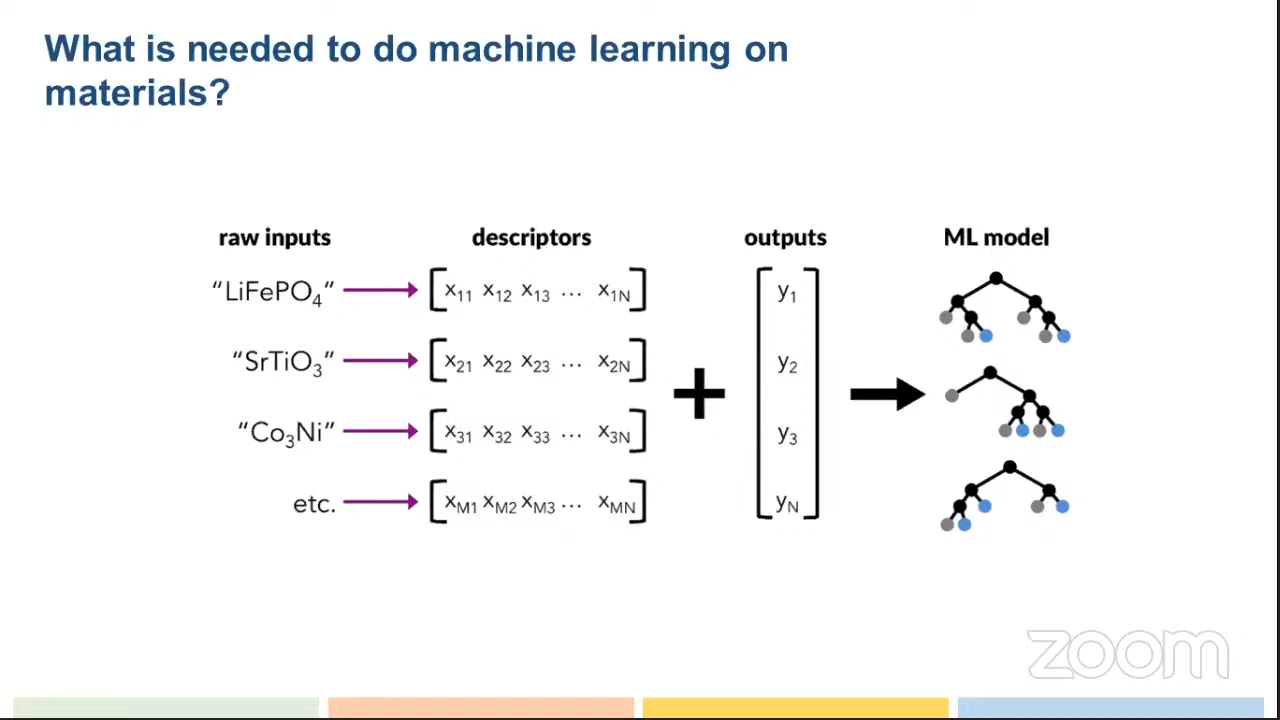 What is needed to do machine learning on
materials?
raw inputs descriptors outputs ML model
“LiFePO₄” [x₁₁ x₁₂ x₁₃ … x₁N] y₁
“SrTiO₃” [x₂₁ x₂₂ x₂₃ … x₂N] y₂
+
“Co₃Ni” [x₃₁ x₃₂ x₃₃ … x₃N] y₃
etc. [xM₁ xM₂ xM₃ … xMN] yN
zoom